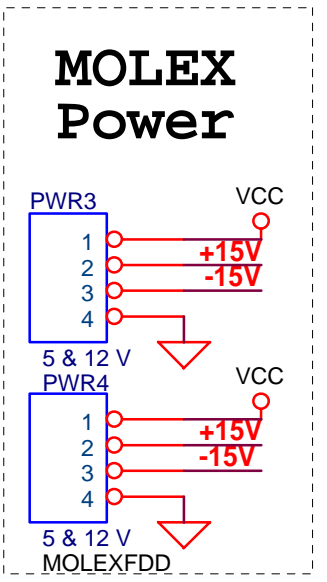 MOLEX
Power
PWR3
VCC
1
+15V
2
-15V
3
4
5 & 12 V
PWR4
VCC
1
+15V
2
-15V
3
4
5 & 12 V
MOLEXFDD